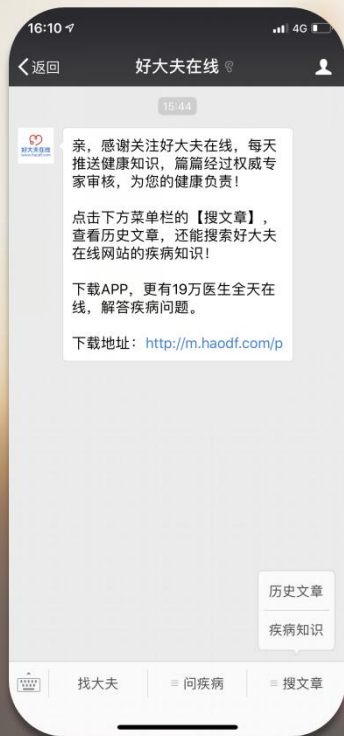 16:10
4G
返回
好大夫在线
15:44
好大夫在线
www.haodf.com
亲，感谢关注好大夫在线，每天
推送健康知识，篇篇经过权威专
家审核，为您的健康负责！
点击下方菜单栏的【搜文章】，
查看历史文章，还能搜索好大夫
在线网站的疾病知识！
下载APP，更有19万医生全天在
线，解答疾病问题。
下载地址：http://m.haodf.com/p
历史文章
疾病知识
找大夫
问疾病
搜文章